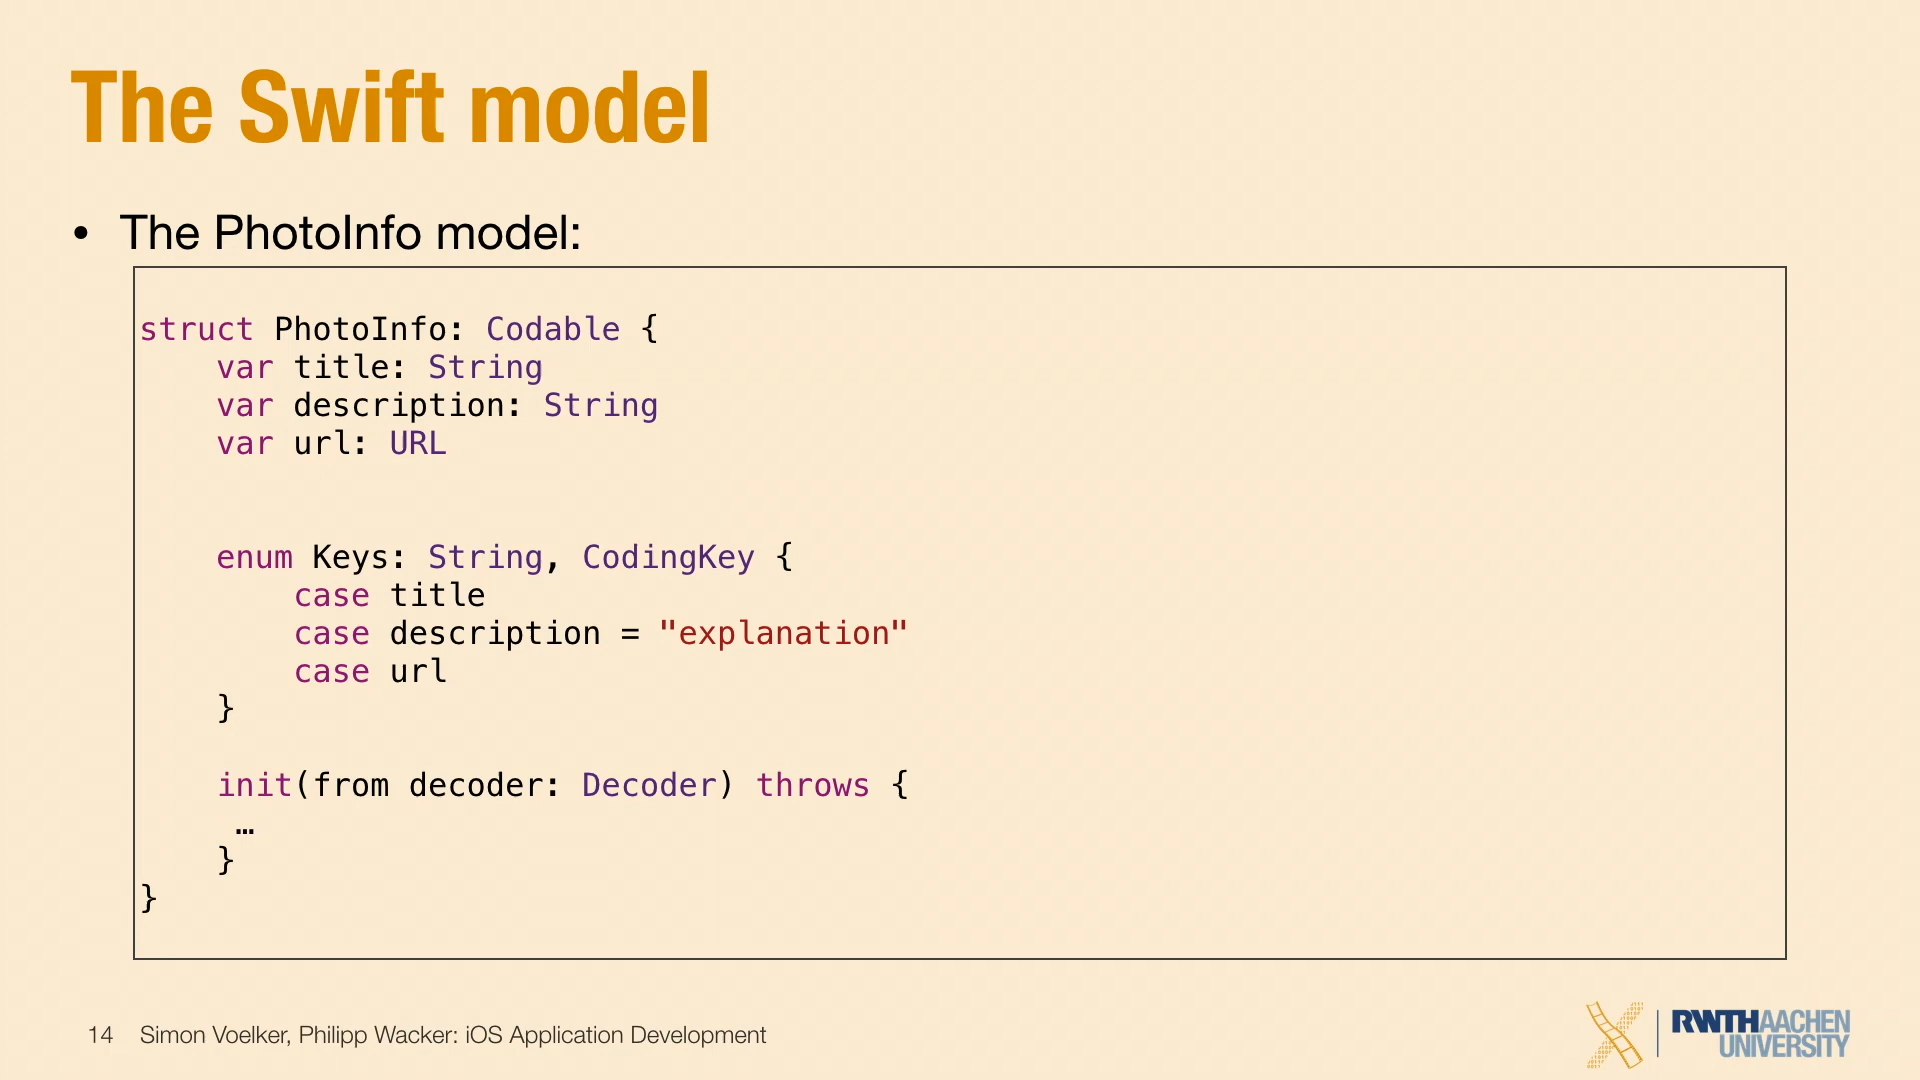 The Swift model
• The PhotoInfo model:
struct PhotoInfo: Codable {
    var title: String
    var description: String
    var url: URL
    enum Keys: String, CodingKey {
        case title
        case description = "explanation"
        case url
    }
    init(from decoder: Decoder) throws {
     …
    }
}
14 Simon Voelker, Philipp Wacker: iOS Application Development
RWTHAACHEN
UNIVERSITY